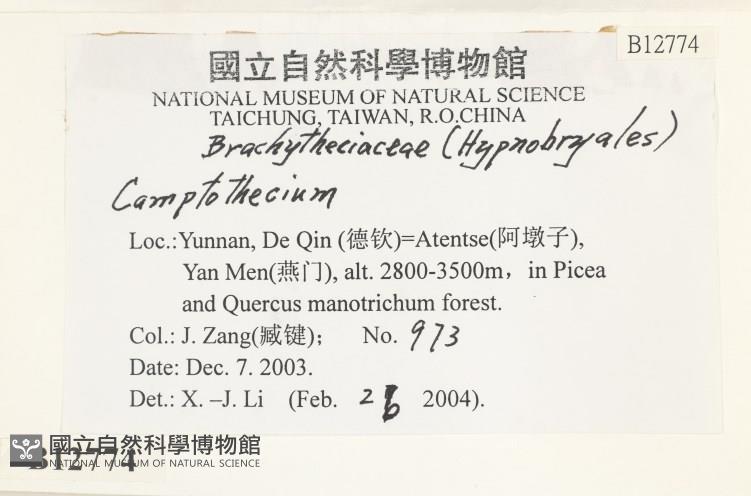 B12774
國立自然科學博物館
NATIONAL MUSEUM OF NATURAL SCIENCE
TAICHUNG, TAIWAN, R.O.CHINA
Brachytheciaceae (Hypnobryales)
Camptothecium
Loc.:Yunnan, De Qin (德钦)=Atentse(阿墩子),
Yan Men(燕门), alt. 2800-3500m，in Picea
and Quercus manotrichum forest.
Col.: J. Zang(臧键)； No. 973
Date: Dec. 7. 2003.
Det.: X. –J. Li (Feb. 26 2004).
國立自然科學博物館
NATIONAL MUSEUM OF NATURAL SCIENCE
B12774